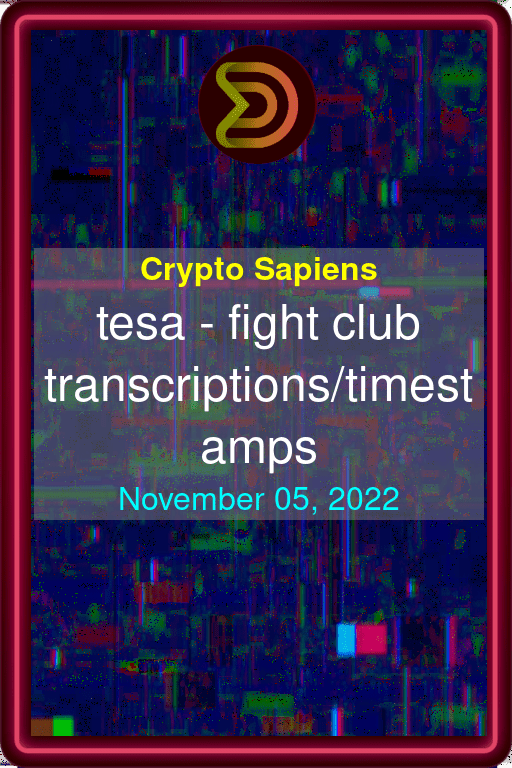 Crypto Sapiens
tesa - fight club
transcriptions/timest
amps
November 05, 2022